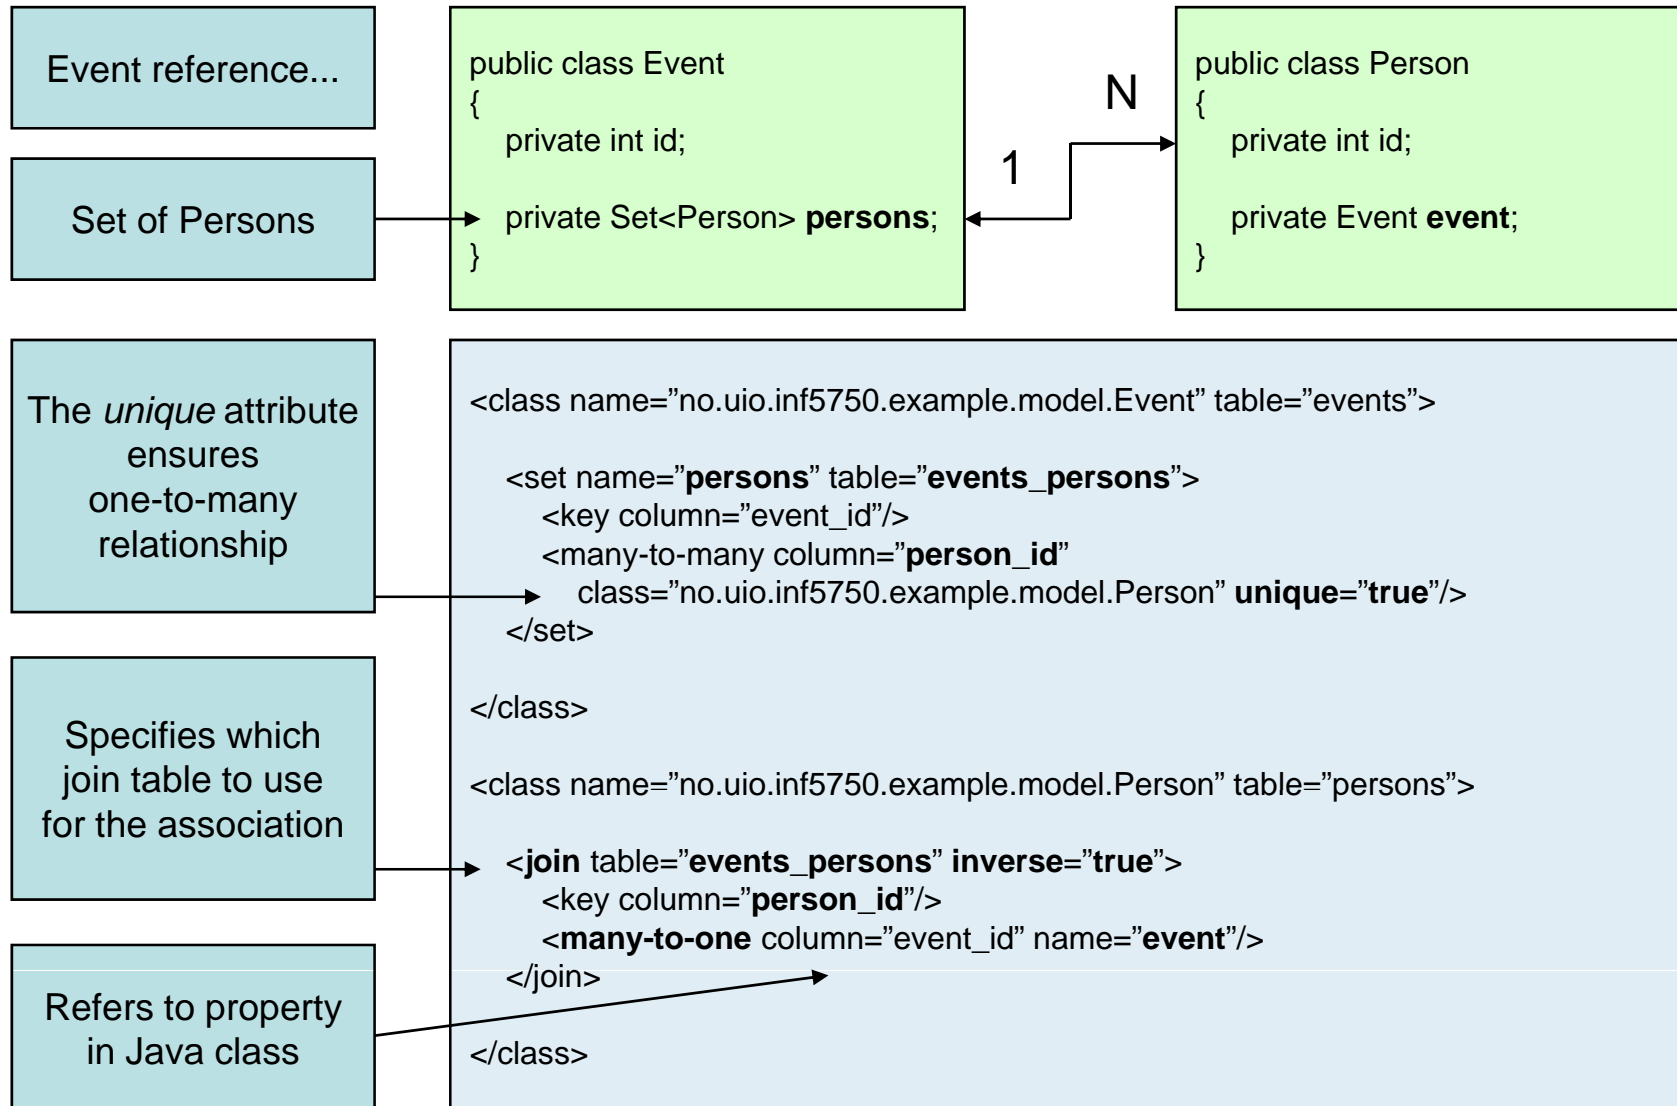 Event reference...
Set of Persons
public class Event
{
private int id;
private Set<Person> persons;
}
1
N
public class Person
{
private int id;
private Event event;
}
The unique attribute
ensures
one-to-many
relationship
Specifies which
join table to use
for the association
Refers to property
in Java class
<class name=”no.uio.inf5750.example.model.Event” table=”events”>
<set name=”persons” table=”events_persons”>
<key column=”event_id”/>
<many-to-many column=”person_id”
class=”no.uio.inf5750.example.model.Person” unique=”true”/>
</set>
</class>
<class name=”no.uio.inf5750.example.model.Person” table=”persons”>
<join table=”events_persons” inverse=”true”>
<key column=”person_id”/>
<many-to-one column=”event_id” name=”event”/>
</join>
</class>